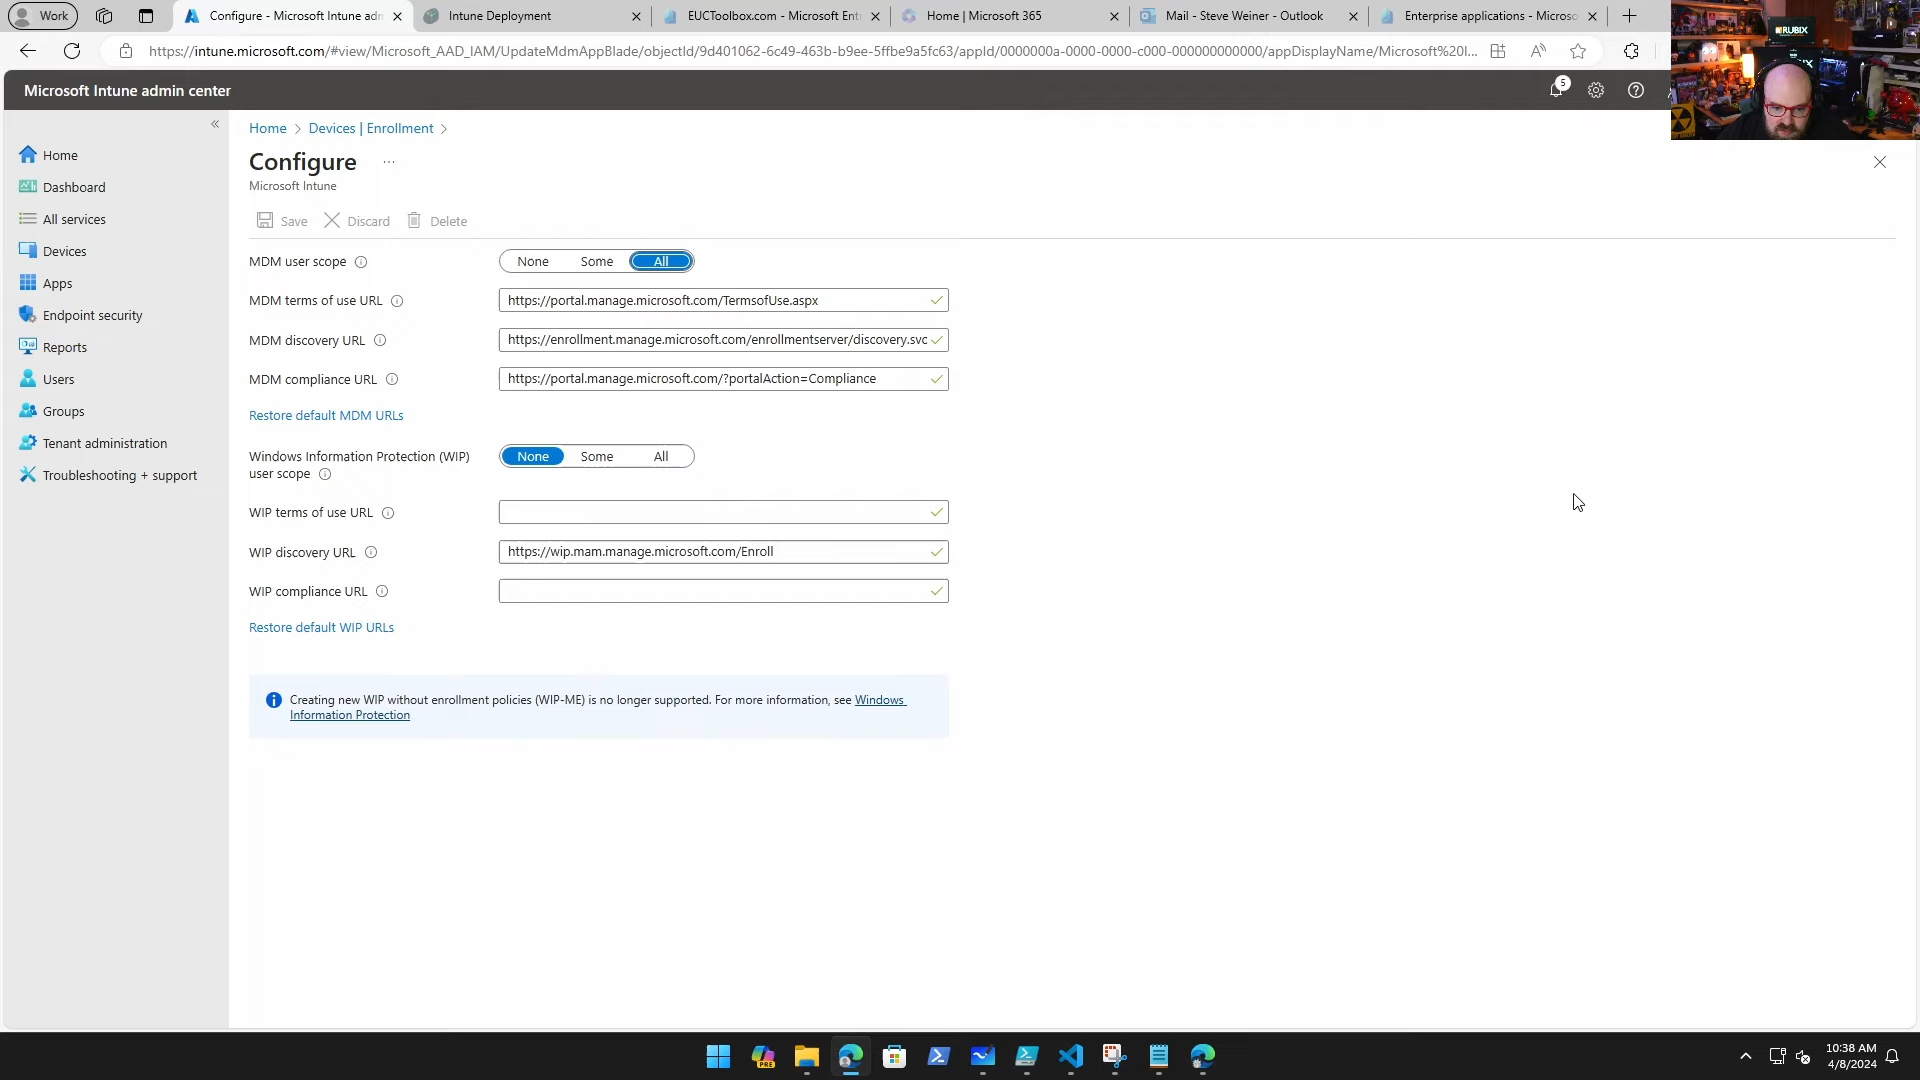 Work
Configure - Microsoft Intune adm
Intune Deployment
EUCToolbox.com - Microsoft Ent
Home | Microsoft 365
Mail - Steve Weiner - Outlook
Enterprise applications - Microso
https://intune.microsoft.com/#view/Microsoft_AAD_IAM/UpdateMdmAppBlade/objectId/9d401062-6c49-463b-b9ee-5ffbe9a5fc63/appId/0000000a-0000-0000-c000-000000000000/appDisplayName/Microsoft%20I...
RUBIX
Microsoft Intune admin center
5
Home > Devices | Enrollment >
Configure ...
Microsoft Intune
Save Discard Delete
Home
Dashboard
All services
Devices
Apps
Endpoint security
Reports
Users
Groups
Tenant administration
Troubleshooting + support
MDM user scope None Some All
MDM terms of use URL https://portal.manage.microsoft.com/TermsofUse.aspx
MDM discovery URL https://enrollment.manage.microsoft.com/enrollmentserver/discovery.svc
MDM compliance URL https://portal.manage.microsoft.com/?portalAction=Compliance
Restore default MDM URLs
Windows Information Protection (WIP)
user scope
None Some All
WIP terms of use URL
WIP discovery URL https://wip.mam.manage.microsoft.com/Enroll
WIP compliance URL
Restore default WIP URLs
Creating new WIP without enrollment policies (WIP-ME) is no longer supported. For more information, see Windows
Information Protection
PRE
10:38 AM
4/8/2024